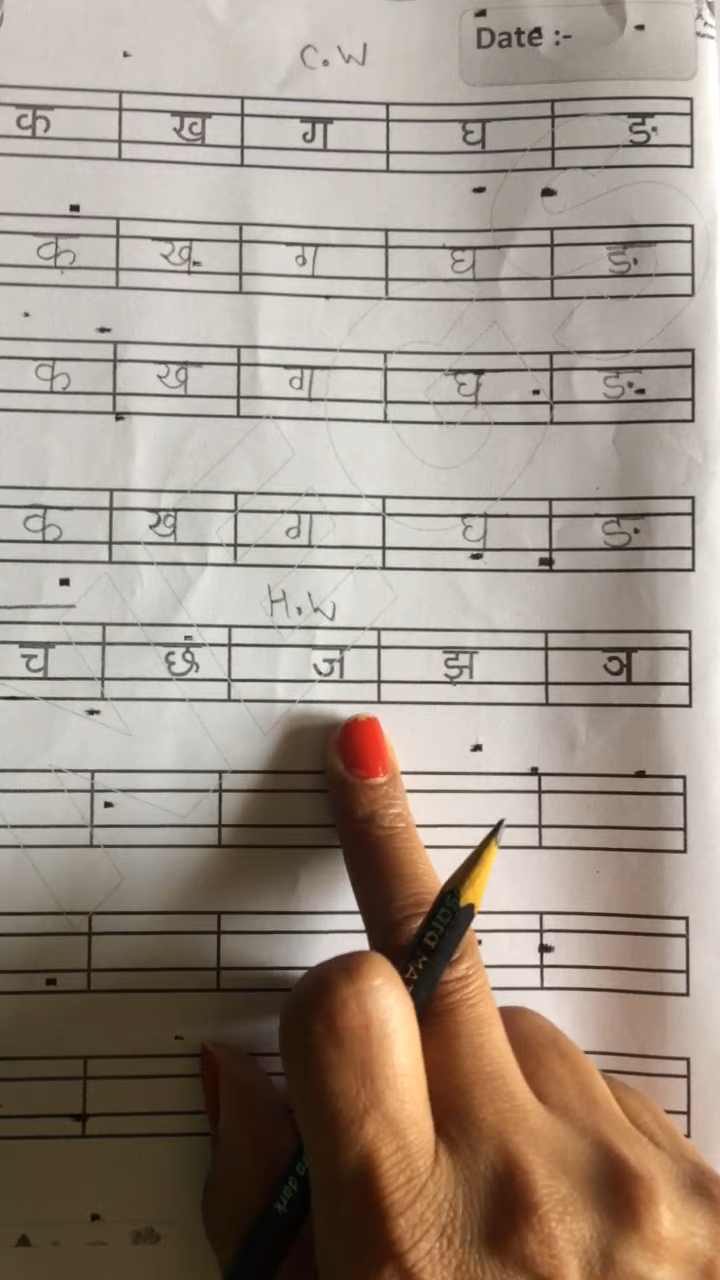 Date :-
C.W
क ख ग घ ङ
क ख ग घ ङ
क ख ग घ ङ
क ख ग घ ङ
H.W
च छ ज झ ञ